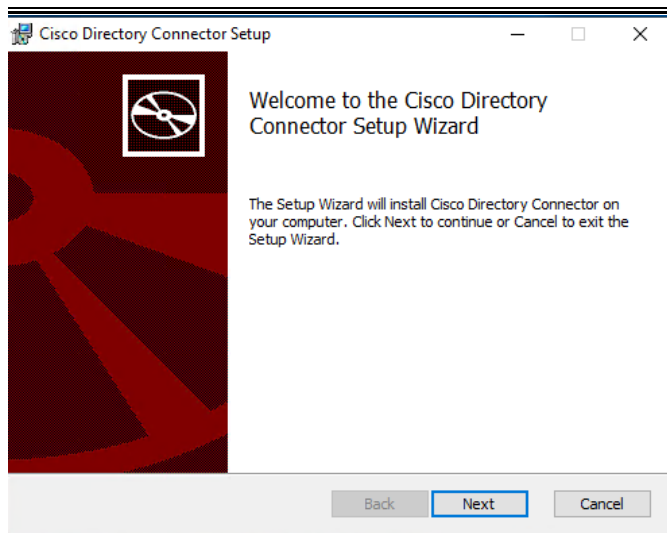 Cisco Directory Connector Setup
Welcome to the Cisco Directory
Connector Setup Wizard
The Setup Wizard will install Cisco Directory Connector on
your computer. Click Next to continue or Cancel to exit the
Setup Wizard.
Back Next Cancel